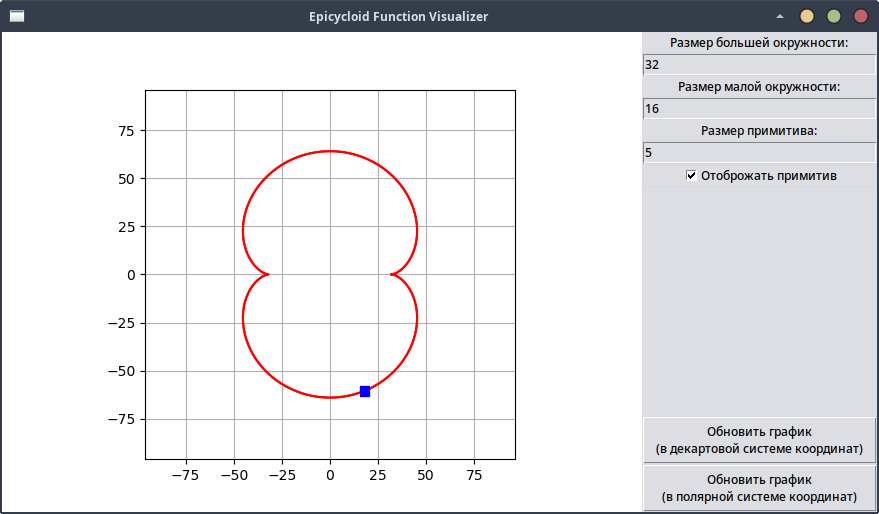 Epicycloid Function Visualizer
Размер большей окружности:
32
Размер малой окружности:
16
Размер примитива:
5
Отоброжать примитив
75
50
25
0
−25
−50
−75
−75 −50 −25 0 25 50 75
Обновить график
(в декартовой системе координат)
Обновить график
(в полярной системе координат)